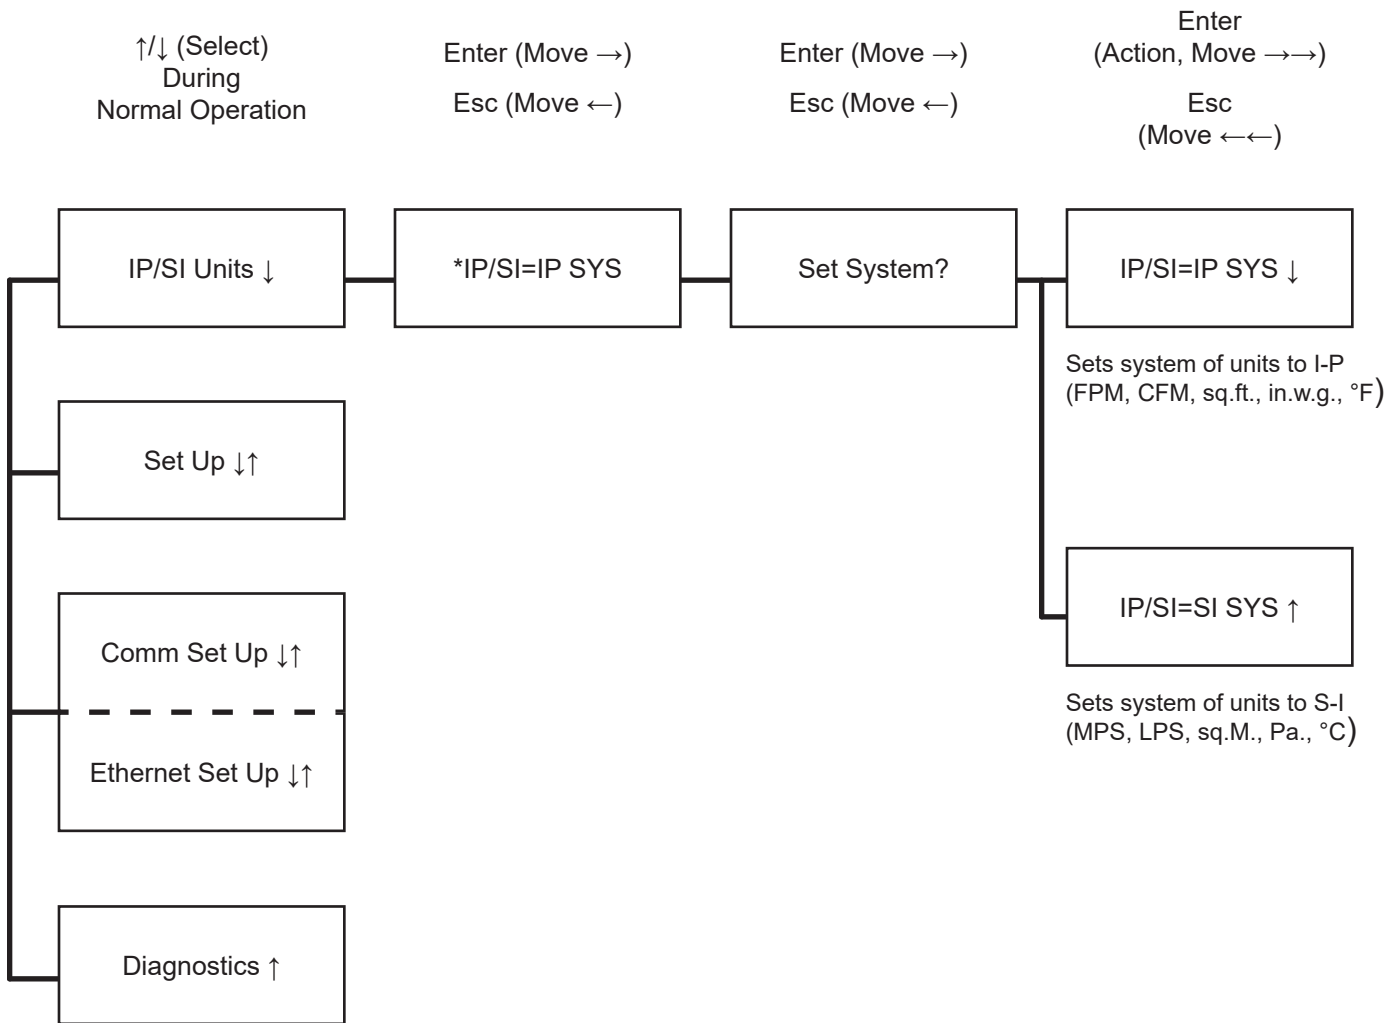 ↑/↓ (Select)
During
Normal Operation
Enter (Move →)
Esc (Move ←)
Enter (Move →)
Esc (Move ←)
Enter
(Action, Move →→)
Esc
(Move ←←)
IP/SI Units ↓
*IP/SI=IP SYS
Set System?
IP/SI=IP SYS ↓
Sets system of units to I-P
(FPM, CFM, sq.ft., in.w.g., °F)
Set Up ↓↑
IP/SI=SI SYS ↑
Sets system of units to S-I
(MPS, LPS, sq.M., Pa., °C)
Comm Set Up ↓↑
Ethernet Set Up ↓↑
Diagnostics ↑